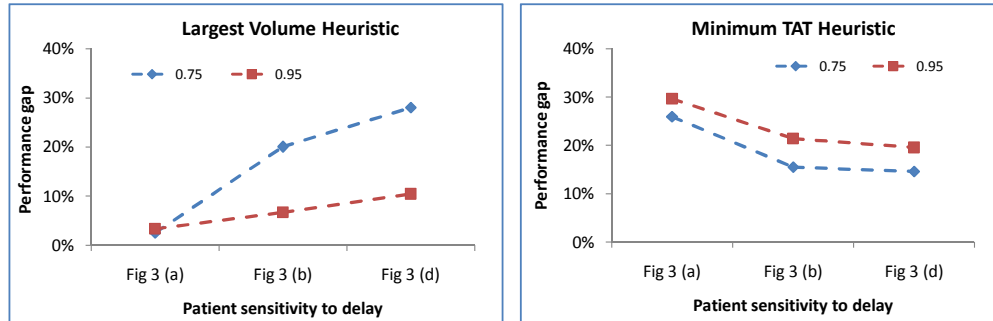 Largest Volume Heuristic
40%
30%
20%
10%
0%
Performance gap
0.75
0.95
Fig 3 (a)
Fig 3 (b)
Fig 3 (d)
Patient sensitivity to delay
Minimum TAT Heuristic
40%
30%
20%
10%
0%
Performance gap
0.75
0.95
Fig 3 (a)
Fig 3 (b)
Fig 3 (d)
Patient sensitivity to delay